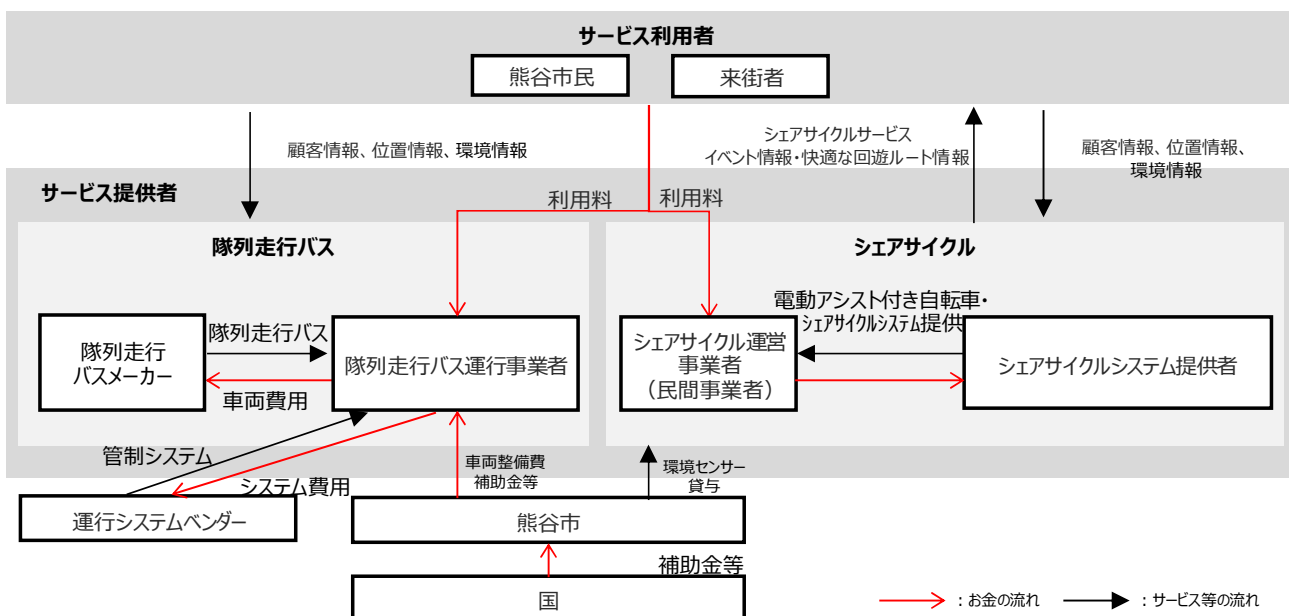 サービス利用者
熊谷市民
来街者
顧客情報、位置情報、環境情報
シェアサイクルサービス
イベント情報・快適な回遊ルート情報
顧客情報、位置情報、
環境情報
サービス提供者
利用料
利用料
隊列走行バス
シェアサイクル
隊列走行
バスメーカー
隊列走行バス
車両費用
隊列走行バス運行事業者
シェアサイクル運営
事業者
（民間事業者）
電動アシスト付き自転車・
シェアサイクルシステム提供
シェアサイクルシステム提供者
管制システム
システム費用
車両整備費
補助金等
環境センサー
貸与
運行システムベンダー
熊谷市
補助金等
国
：お金の流れ
：サービス等の流れ